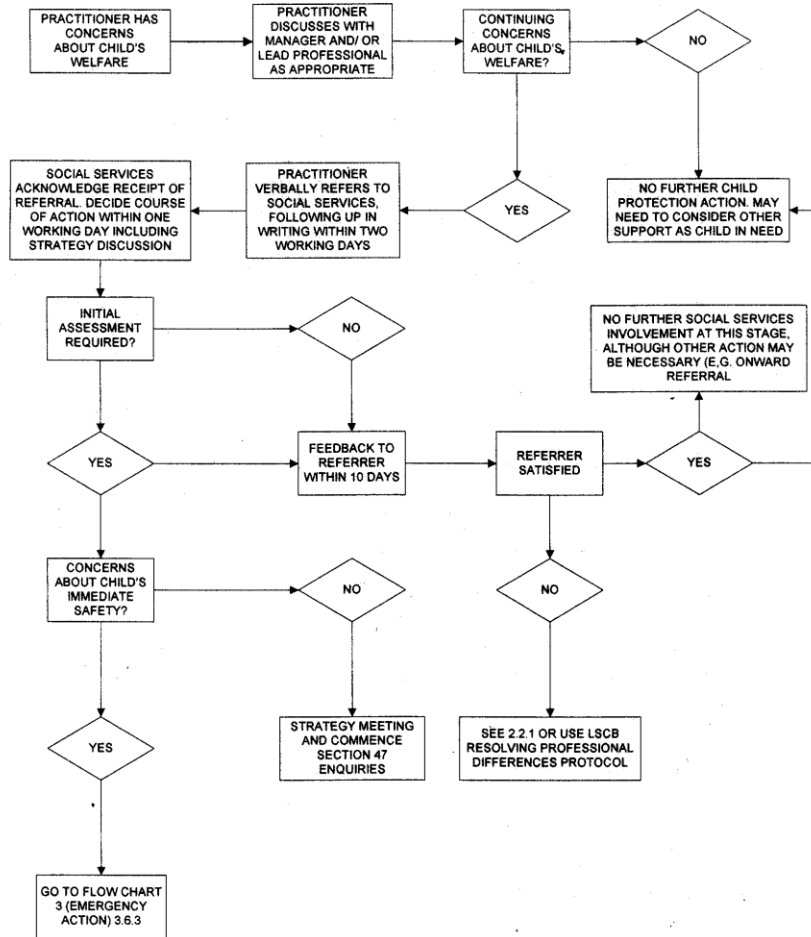 PRACTITIONER HAS
CONCERNS
ABOUT CHILD'S
WELFARE
PRACTITIONER
DISCUSSES WITH
MANAGER AND/ OR
LEAD PROFESSIONAL
AS APPROPRIATE
CONTINUING
CONCERNS
ABOUT CHILD'S
WELFARE?
NO
SOCIAL SERVICES
ACKNOWLEDGE RECEIPT OF
REFERRAL. DECIDE COURSE
OF ACTION WITHIN ONE
WORKING DAY INCLUDING
STRATEGY DISCUSSION
PRACTITIONER
VERBALLY REFERS TO
SOCIAL SERVICES,
FOLLOWING UP IN
WRITING WITHIN TWO
WORKING DAYS
YES
NO FURTHER CHILD
PROTECTION ACTION. MAY
NEED TO CONSIDER OTHER
SUPPORT AS CHILD IN NEED
INITIAL
ASSESSMENT
REQUIRED?
NO
NO FURTHER SOCIAL SERVICES
INVOLVEMENT AT THIS STAGE,
ALTHOUGH OTHER ACTION MAY
BE NECESSARY (E,G. ONWARD
REFERRAL
YES
FEEDBACK TO
REFERRER
WITHIN 10 DAYS
REFERRER
SATISFIED
YES
CONCERNS
ABOUT CHILD'S
IMMEDIATE
SAFETY?
NO
NO
YES
STRATEGY MEETING
AND COMMENCE
SECTION 47
ENQUIRIES
SEE 2.2.1 OR USE LSCB
RESOLVING PROFESSIONAL
DIFFERENCES PROTOCOL
GO TO FLOW CHART
3 (EMERGENCY
ACTION) 3.6.3